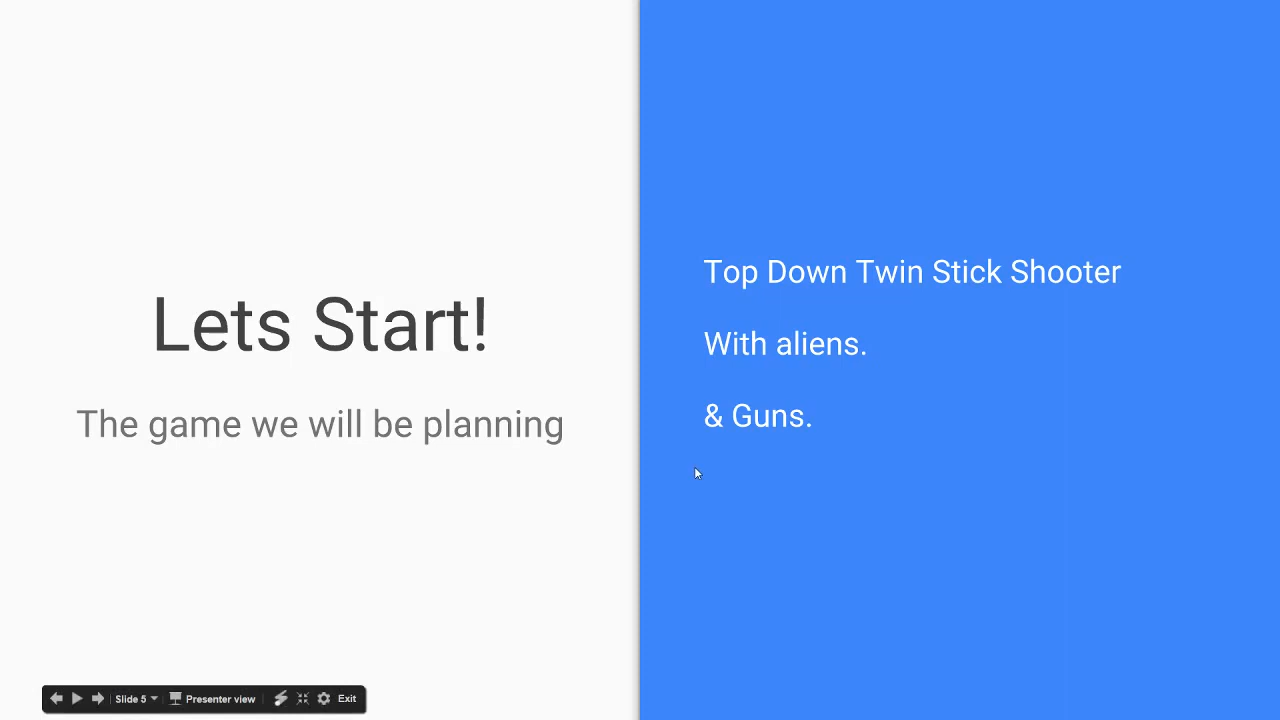 Lets Start!
The game we will be planning
Top Down Twin Stick Shooter
With aliens.
& Guns.
Slide 5
Presenter view
Exit